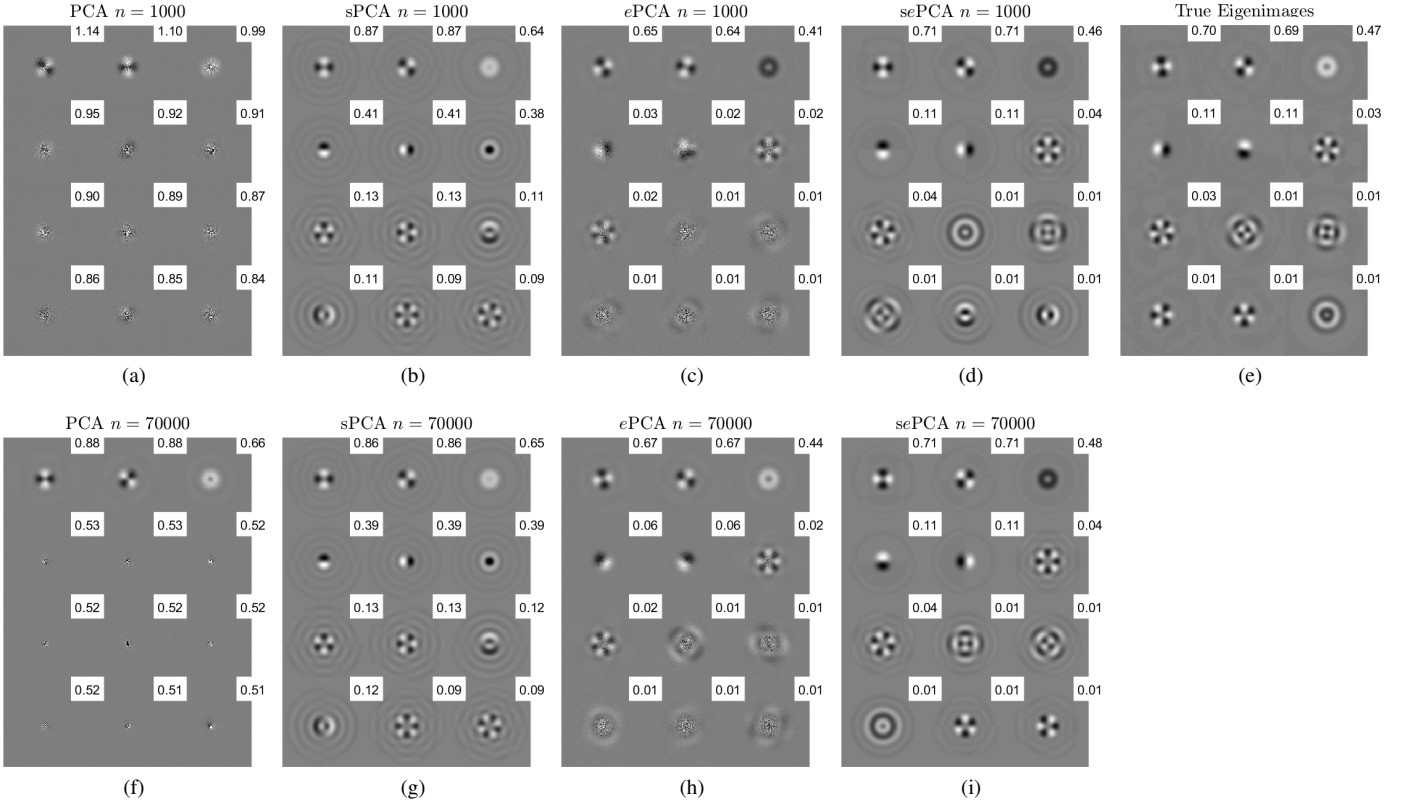 PCA n = 1000 sPCA n = 1000 ePCA n = 1000 sePCA n = 1000 True Eigenimages
1.14 1.10 0.99 0.87 0.87 0.64 0.65 0.64 0.41 0.71 0.71 0.46 0.70 0.69 0.47
0.95 0.92 0.91 0.41 0.41 0.38 0.03 0.02 0.02 0.11 0.11 0.04 0.11 0.11 0.03
0.90 0.89 0.87 0.13 0.13 0.11 0.02 0.01 0.01 0.04 0.01 0.01 0.03 0.01 0.01
0.86 0.85 0.84 0.11 0.09 0.09 0.01 0.01 0.01 0.01 0.01 0.01 0.01 0.01 0.01
(a) (b) (c) (d) (e)
PCA n = 70000 sPCA n = 70000 ePCA n = 70000 sePCA n = 70000
0.88 0.88 0.66 0.86 0.86 0.65 0.67 0.67 0.44 0.71 0.71 0.48
0.53 0.53 0.52 0.39 0.39 0.39 0.06 0.06 0.02 0.11 0.11 0.04
0.52 0.52 0.52 0.13 0.13 0.12 0.02 0.01 0.01 0.04 0.01 0.01
0.52 0.51 0.51 0.12 0.09 0.09 0.01 0.01 0.01 0.01 0.01 0.01
(f) (g) (h) (i)